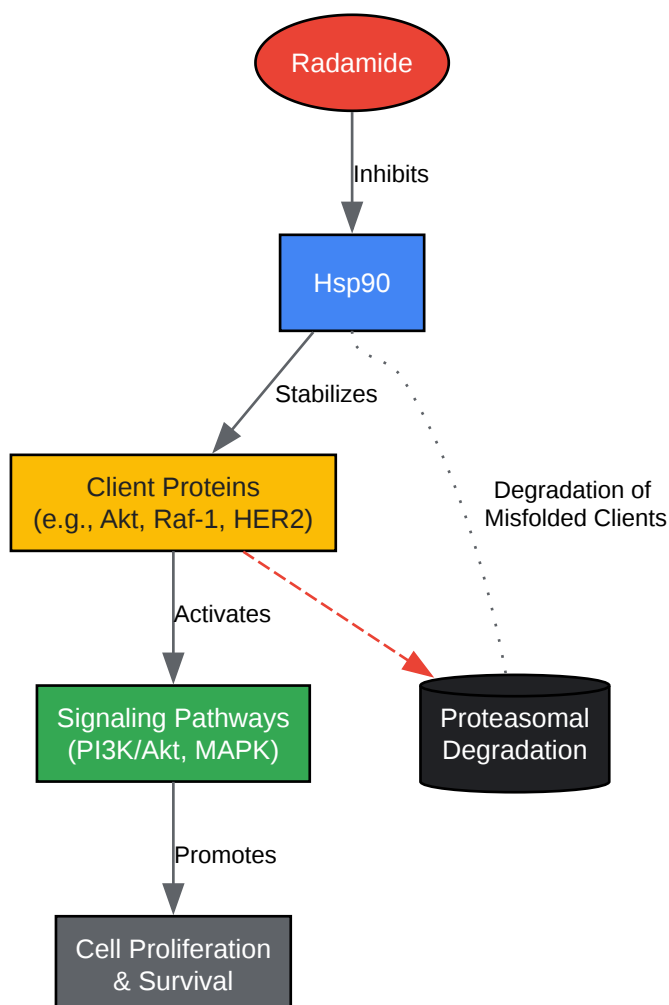 Radamide
Inhibits
Hsp90
Stabilizes
Client Proteins
(e.g., Akt, Raf-1, HER2)
Degradation of
Misfolded Clients
Activates
Signaling Pathways
(PI3K/Akt, MAPK)
Proteasomal
Degradation
Promotes
Cell Proliferation
& Survival